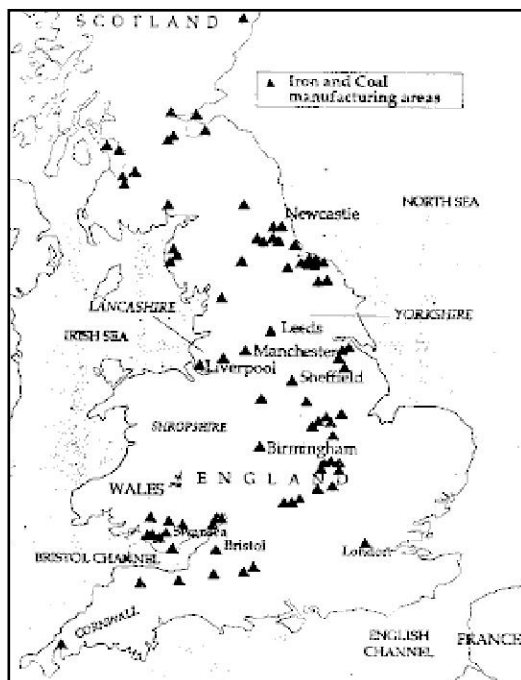 SCOTLAND
Iron and Coal
manufacturing areas
Newcastle
NORTH SEA
LANCASHIRE
YORKSHIRE
Leeds
IRISH SEA
Manchester
Liverpool
Sheffield
SHROPSHIRE
Birmingham
ENGLAND
WALES
Swansea
Bristol
London
BRISTOL CHANNEL
CORNWALL
ENGLISH
CHANNEL
FRANCE